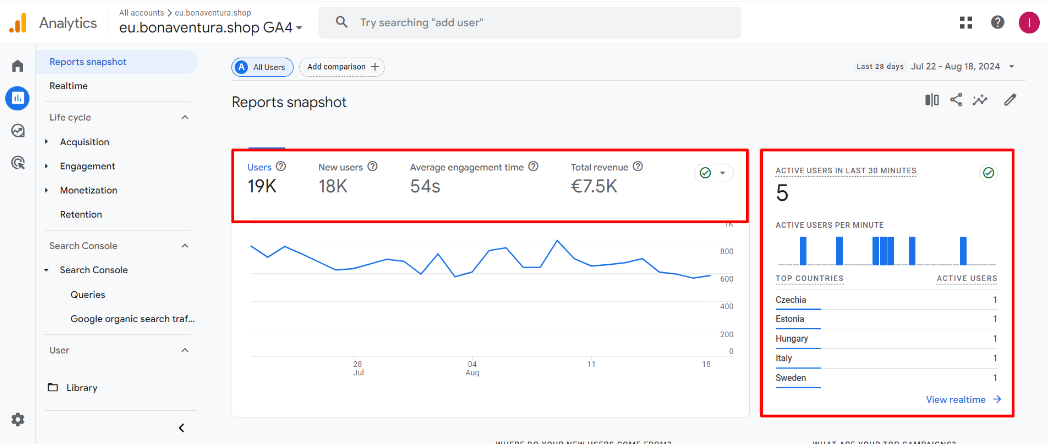 Analytics
All accounts > eu.bonaventura.shop
eu.bonaventura.shop GA4
Try searching "add user"
I
Reports snapshot
Realtime
Life cycle
Acquisition
Engagement
Monetization
Retention
Search Console
Search Console
Queries
Google organic search traf...
User
Library
A All Users
Add comparison +
Last 28 days Jul 22 - Aug 18, 2024
Reports snapshot
Users New users Average engagement time Total revenue
19K 18K 54s €7.5K
1K
800
600
400
200
0
28 04 11 18
Jul Aug
ACTIVE USERS IN LAST 30 MINUTES
5
ACTIVE USERS PER MINUTE
TOP COUNTRIES ACTIVE USERS
Czechia 1
Estonia 1
Hungary 1
Italy 1
Sweden 1
View realtime →
WHERE DO YOUR NEW USERS COME FROM?
WHAT ARE YOUR TOP CAMPAIGNS?